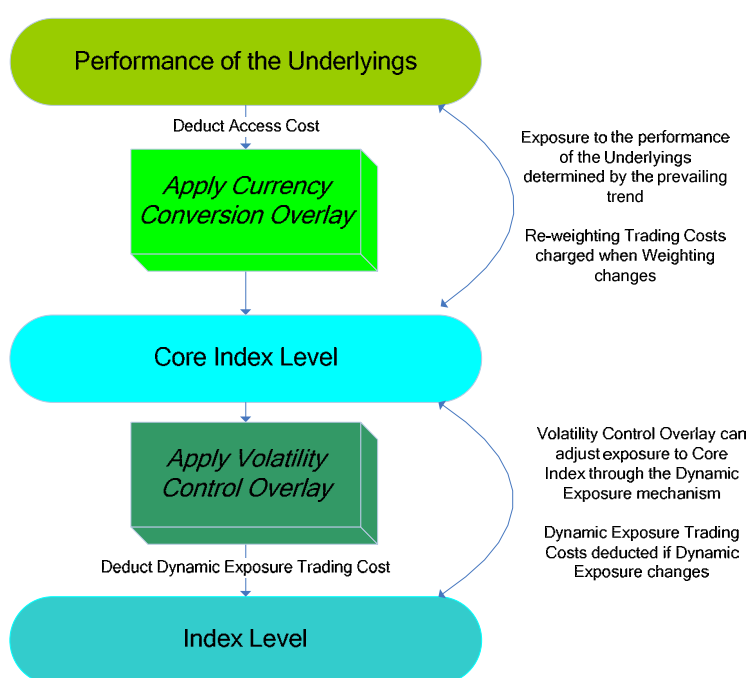 Performance of the Underlyings
Deduct Access Cost
Apply Currency
Conversion Overlay
Exposure to the performance
of the Underlyings
determined by the prevailing
trend
Re-weighting Trading Costs
charged when Weighting
changes
Core Index Level
Apply Volatility
Control Overlay
Volatility Control Overlay can
adjust exposure to Core
Index through the Dynamic
Exposure mechanism
Dynamic Exposure Trading
Costs deducted if Dynamic
Exposure changes
Deduct Dynamic Exposure Trading Cost
Index Level